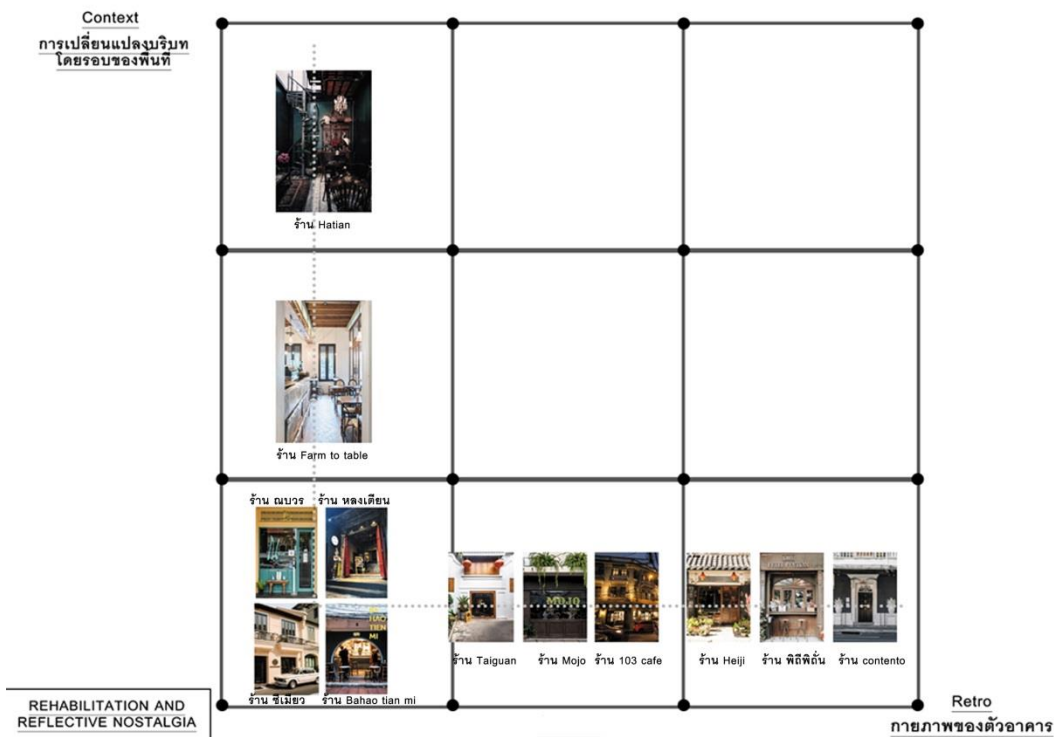 Context
การเปลี่ยนแปลงบริบท
โดยรอบของพื้นที่
ร้าน Hatian
ร้าน Farm to table
ร้าน ณบวร ร้าน หลงเตียน
MOJO
BA
HAO
TIEN
MI
ร้าน Taiguan ร้าน Mojo ร้าน 103 cafe ร้าน Heiji ร้าน พิถีพิถั่น ร้าน contento
ร้าน ซีเมียว ร้าน Bahao tian mi
REHABILITATION AND
REFLECTIVE NOSTALGIA
Retro
กายภาพของตัวอาคาร